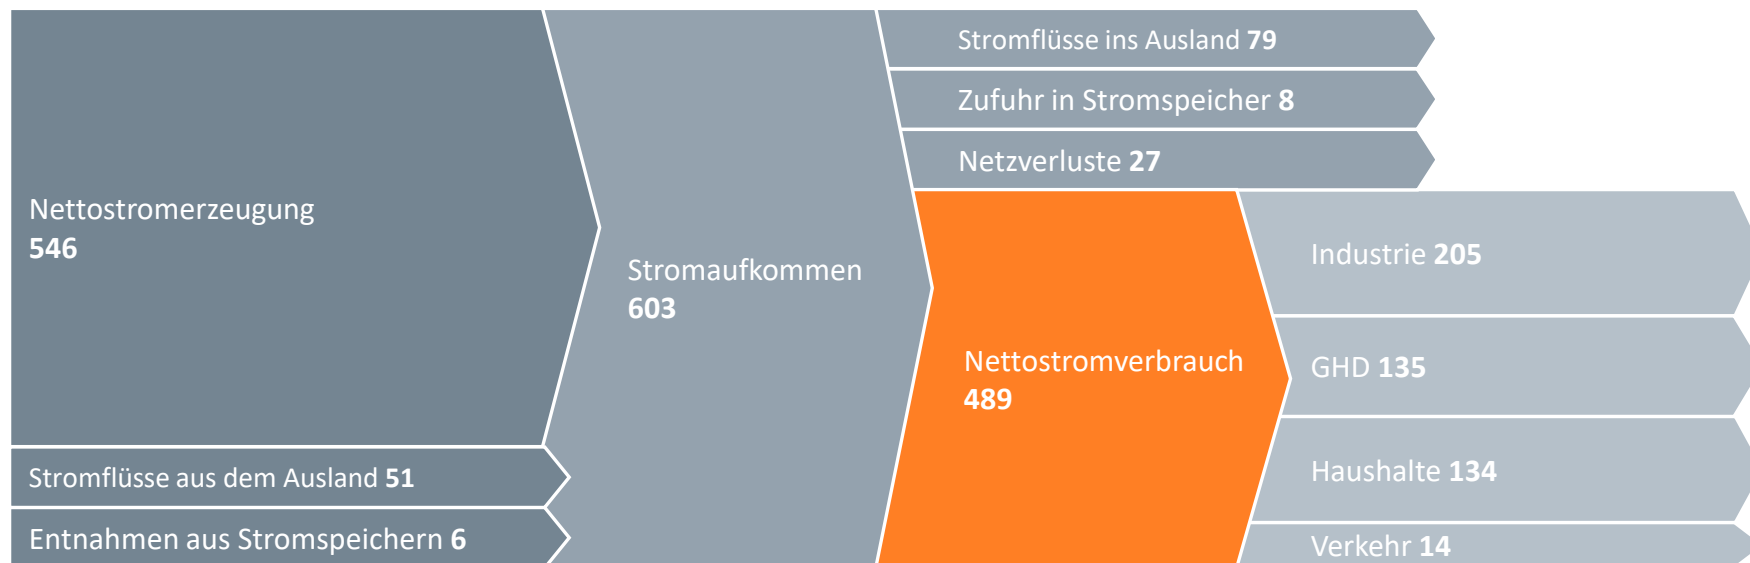 Nettostromerzeugung
546
Stromflüsse aus dem Ausland 51
Entnahmen aus Stromspeichern 6
Stromaufkommen
603
Stromflüsse ins Ausland 79
Zufuhr in Stromspeicher 8
Netzverluste 27
Nettostromverbrauch
489
Industrie 205
GHD 135
Haushalte 134
Verkehr 14